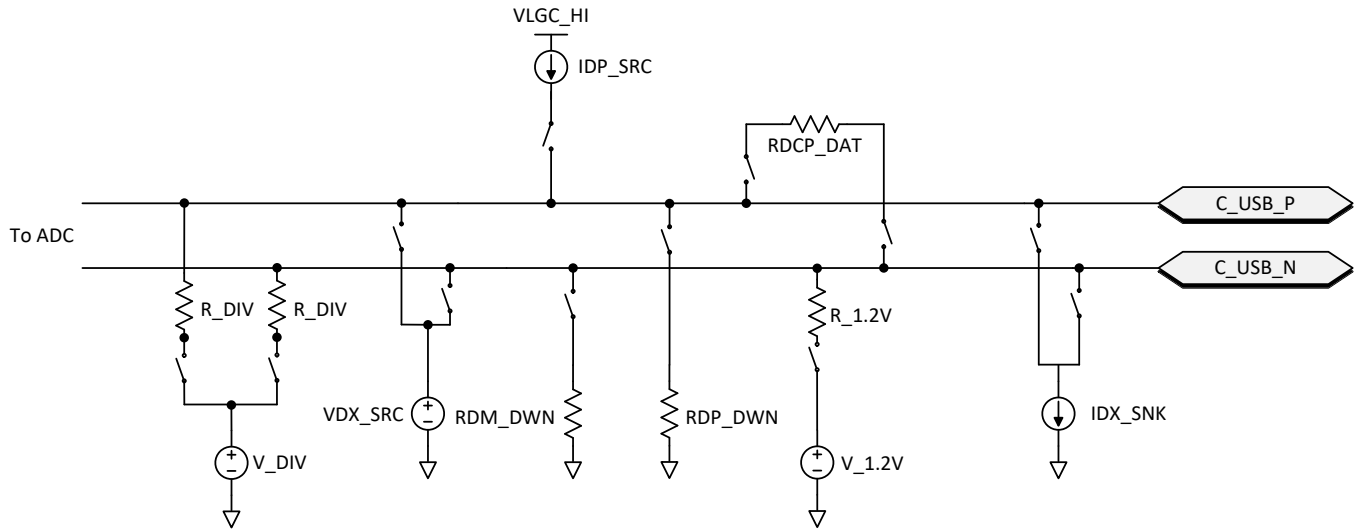 VLGC_HI
IDP_SRC
RDCP_DAT
C_USB_P
To ADC
C_USB_N
R_DIV
R_DIV
R_1.2V
VDX_SRC
RDM_DWN
RDP_DWN
IDX_SNK
V_DIV
V_1.2V